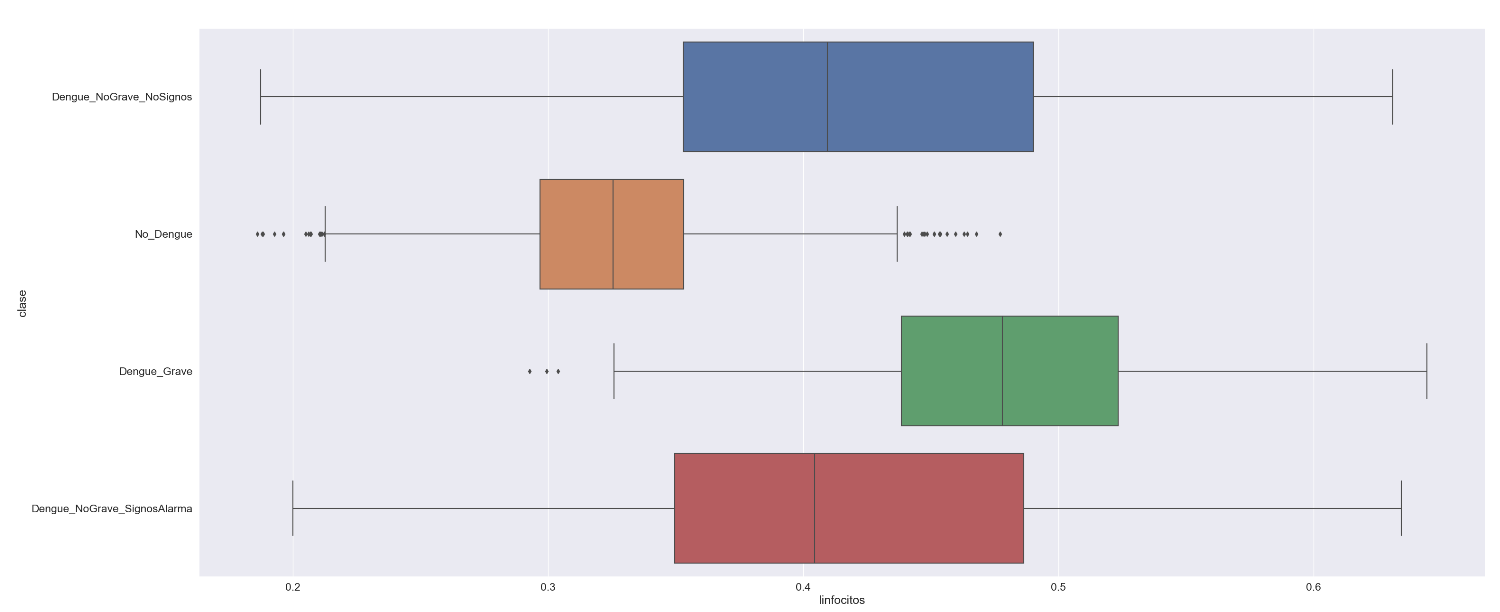 Dengue_NoGrave_NoSignos
No_Dengue
clase
Dengue_Grave
Dengue_NoGrave_SignosAlarma
0.2 0.3 0.4 0.5 0.6
linfocitos